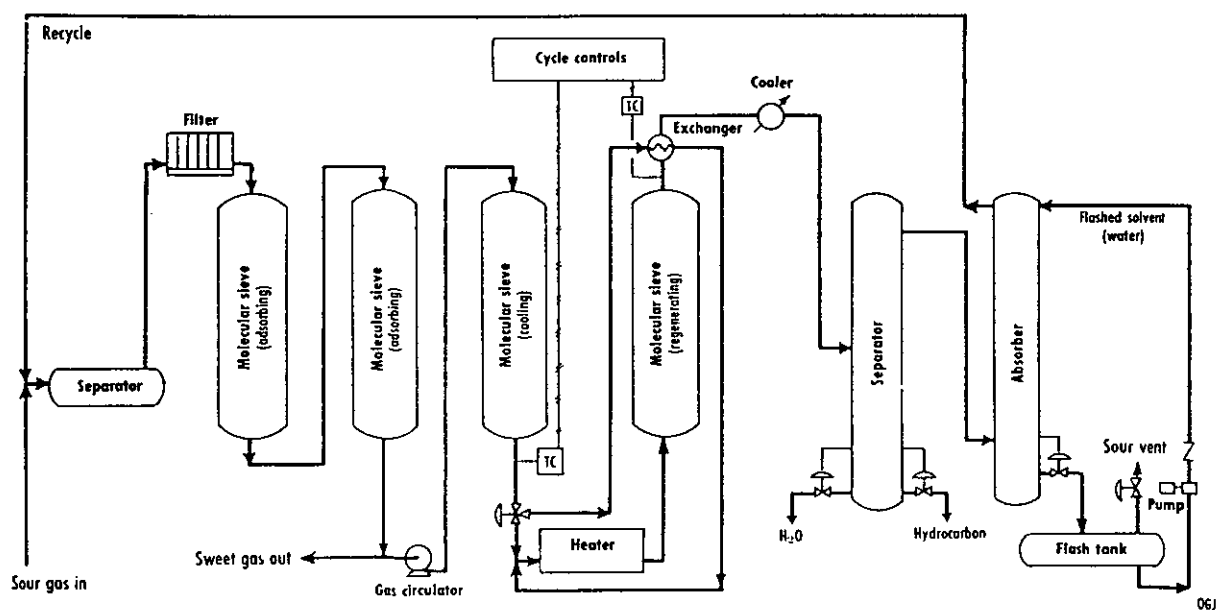 Recycle
Cycle controls
Cooler
Filter
TC
Exchanger
Flashed solvent
(water)
Molecular sieve
(adsorbing)
Molecular sieve
(adsorbing)
Molecular sieve
(cooling)
Molecular sieve
(regenerating)
Separator
Absorber
Separator
TC
Sour vent
Pump
H₂O
Hydrocarbon
Heater
Flash tank
Sweet gas out
Sour gas in
Gas circulator
OGJ